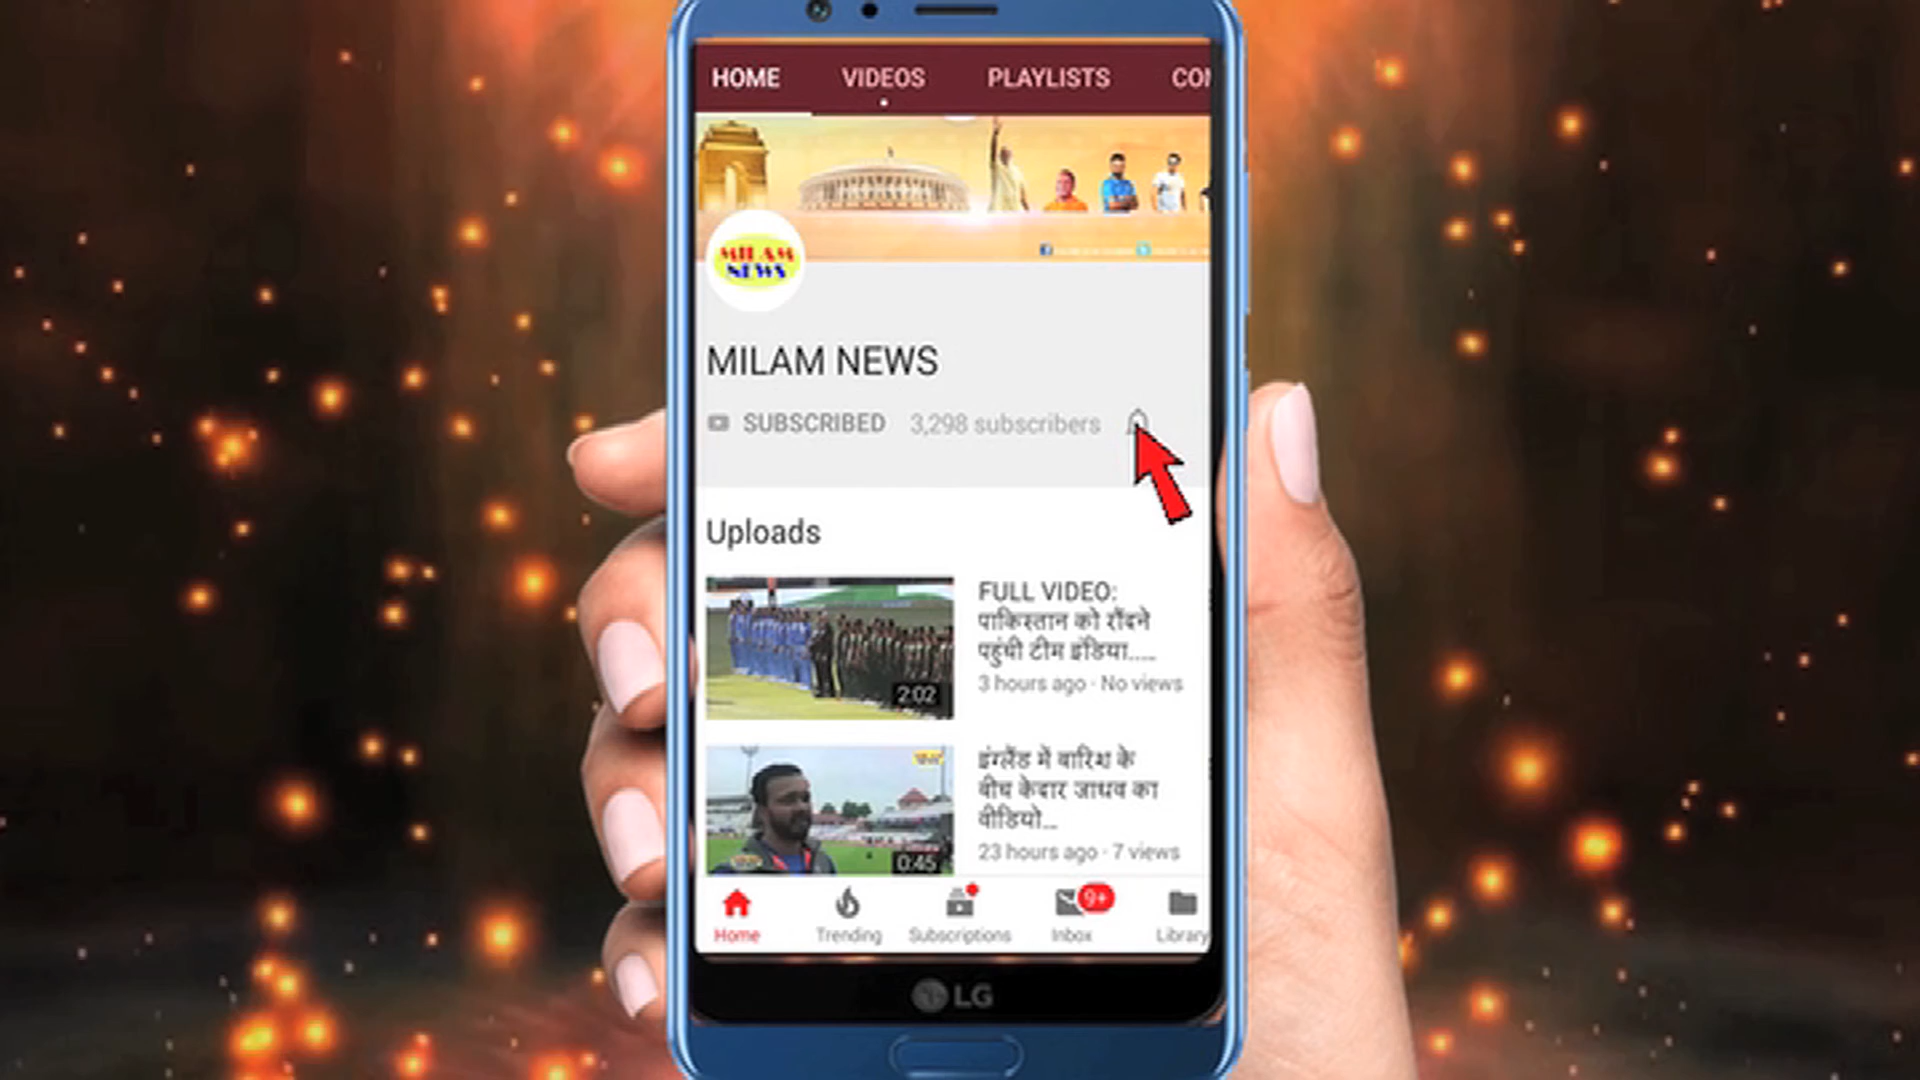 HOME VIDEOS PLAYLISTS CO
MILAM
NEWS
MILAM NEWS
SUBSCRIBED 3,298 subscribers
Uploads
FULL VIDEO:
पाकिस्तान को रौंदने
पहुंची टीम इंडिया.....
3 hours ago · No views
2:02
इंग्लैंड में बारिश के
बीच केदार जाधव का
वीडियो...
23 hours ago · 7 views
0:45
9+
Home Trending Subscriptions Inbox Library
LG